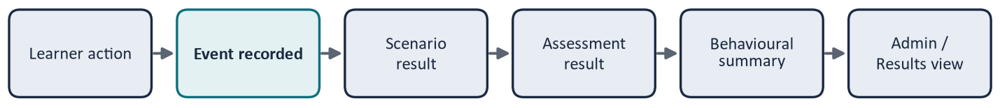 Learner action
Event recorded
Scenario
result
Assessment
result
Behavioural
summary
Admin /
Results view